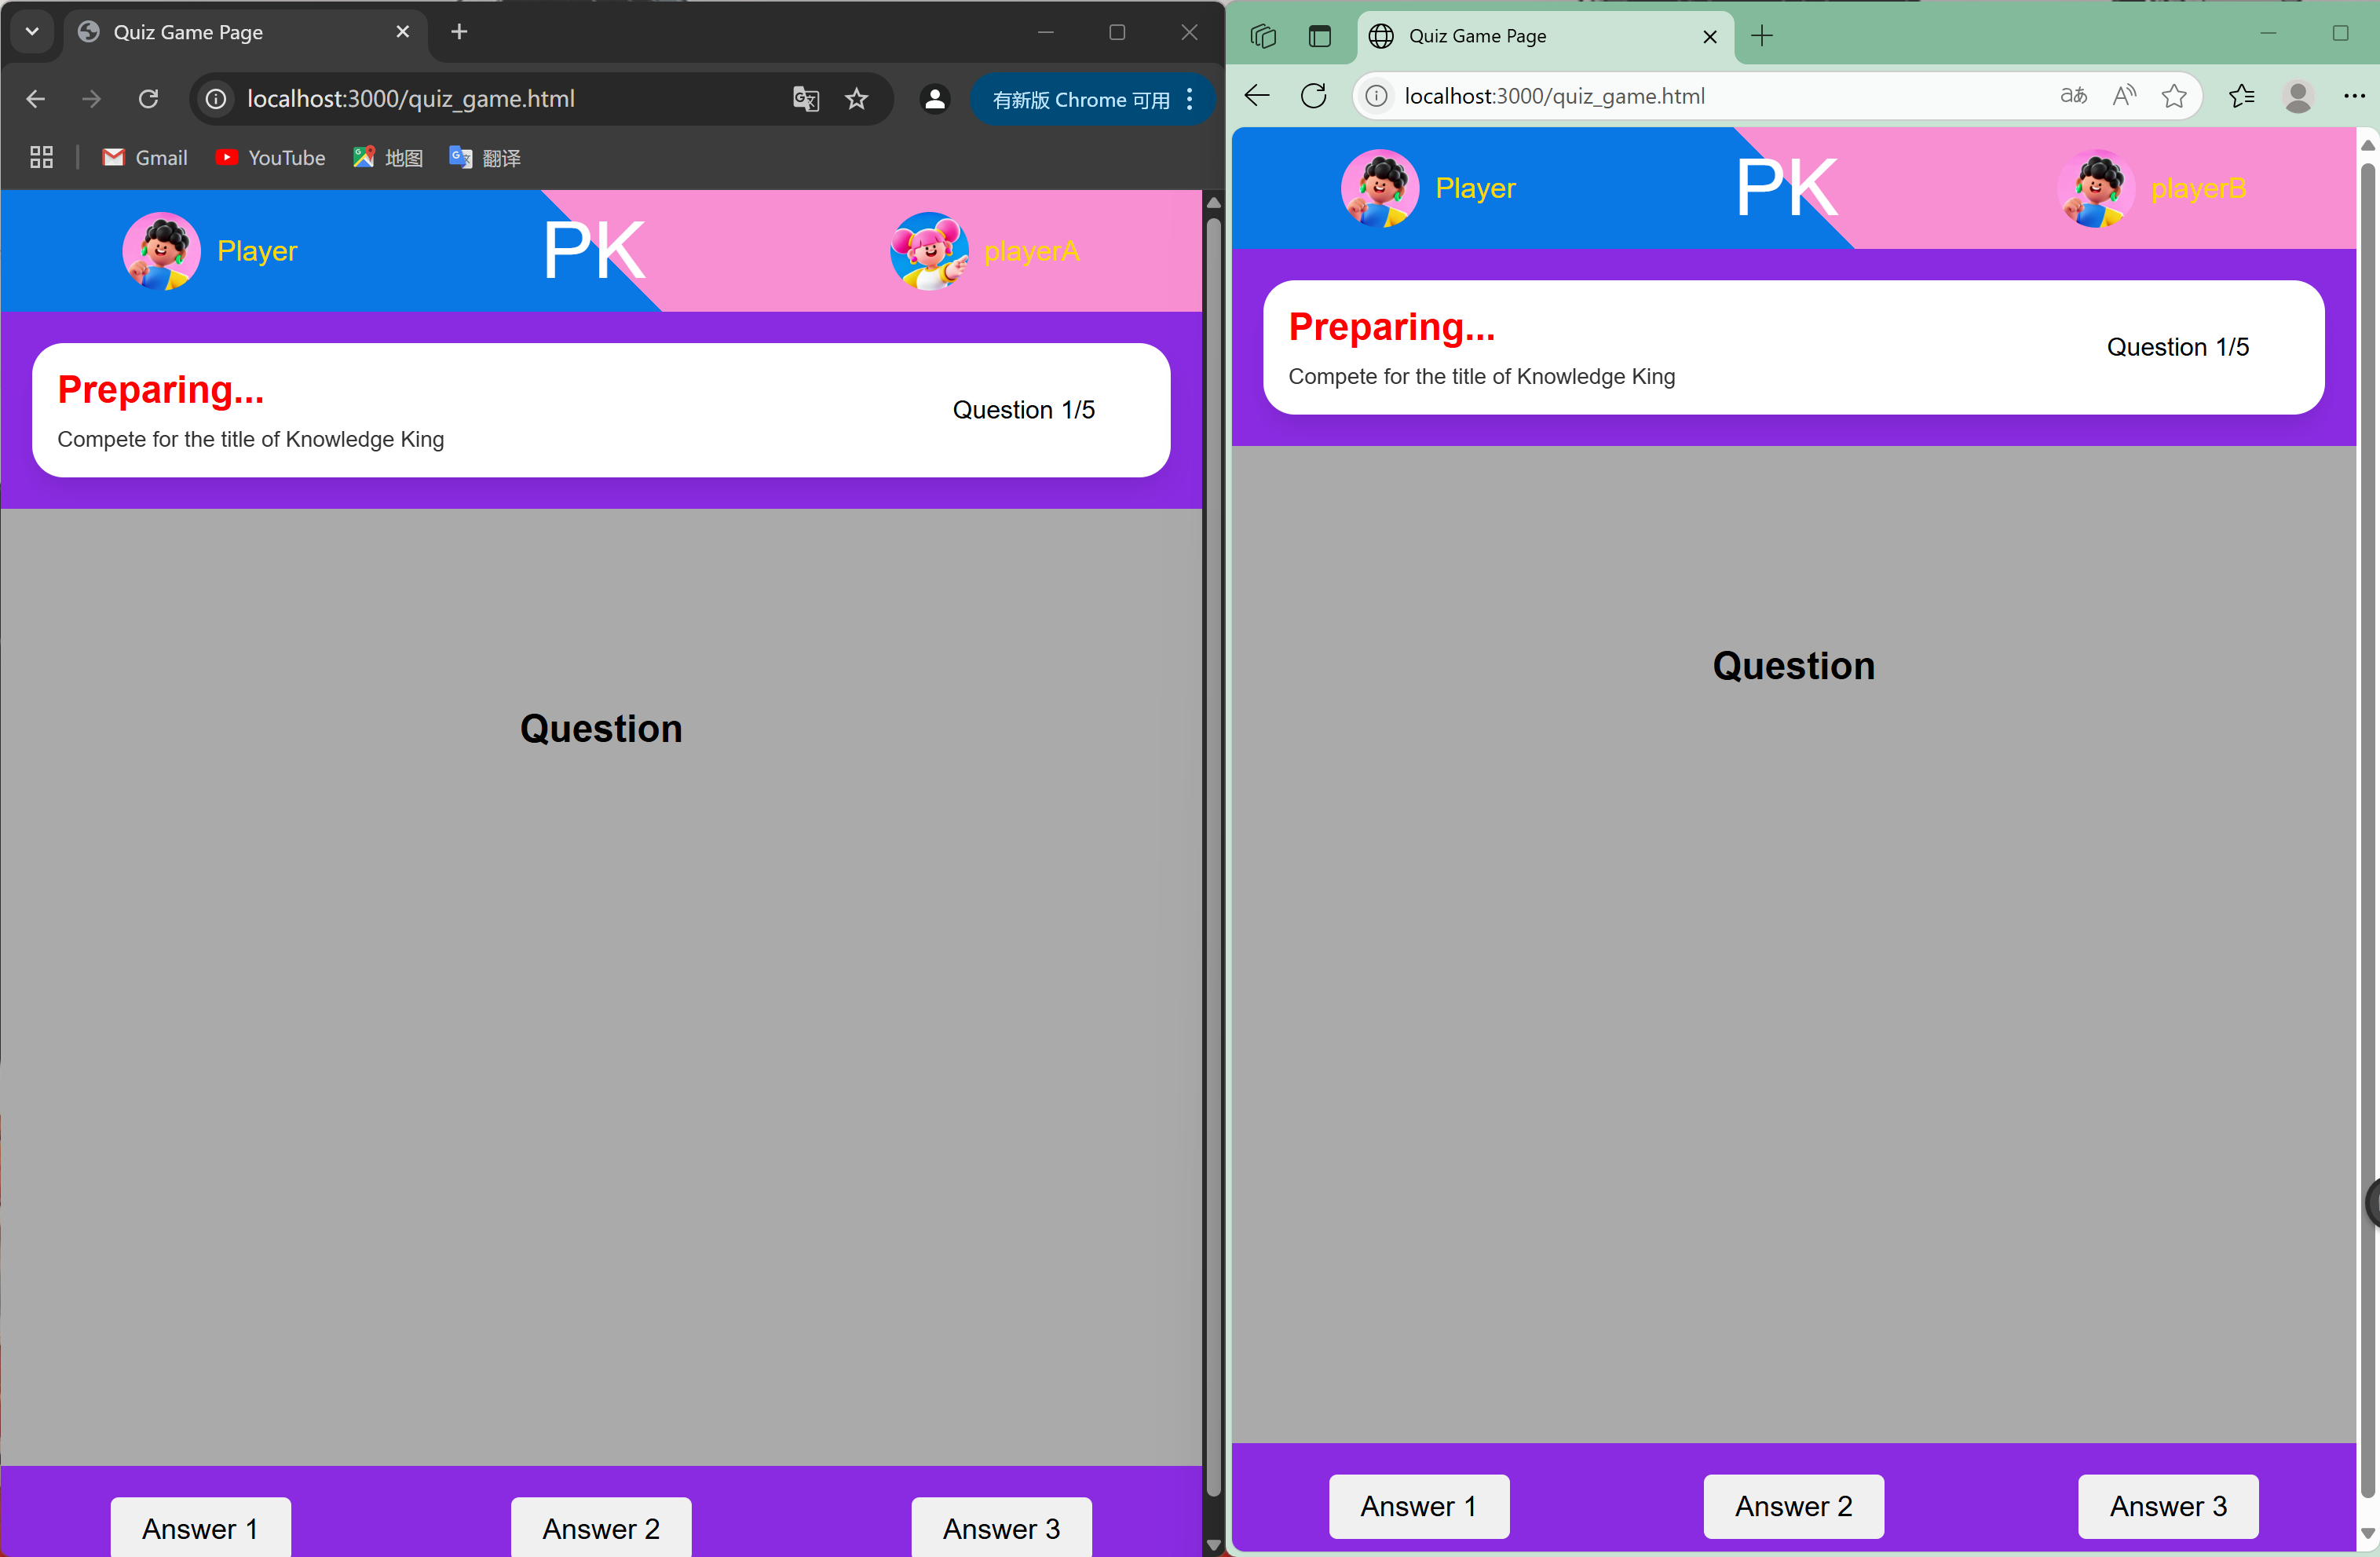 Quiz Game Page
localhost:3000/quiz_game.html
有新版 Chrome 可用
Gmail
YouTube
地图
翻译
Player
PK
playerA
Preparing...
Compete for the title of Knowledge King
Question 1/5
Question
Answer 1
Answer 2
Answer 3
Quiz Game Page
localhost:3000/quiz_game.html
aあ
Player
PK
playerB
Preparing...
Compete for the title of Knowledge King
Question 1/5
Question
Answer 1
Answer 2
Answer 3